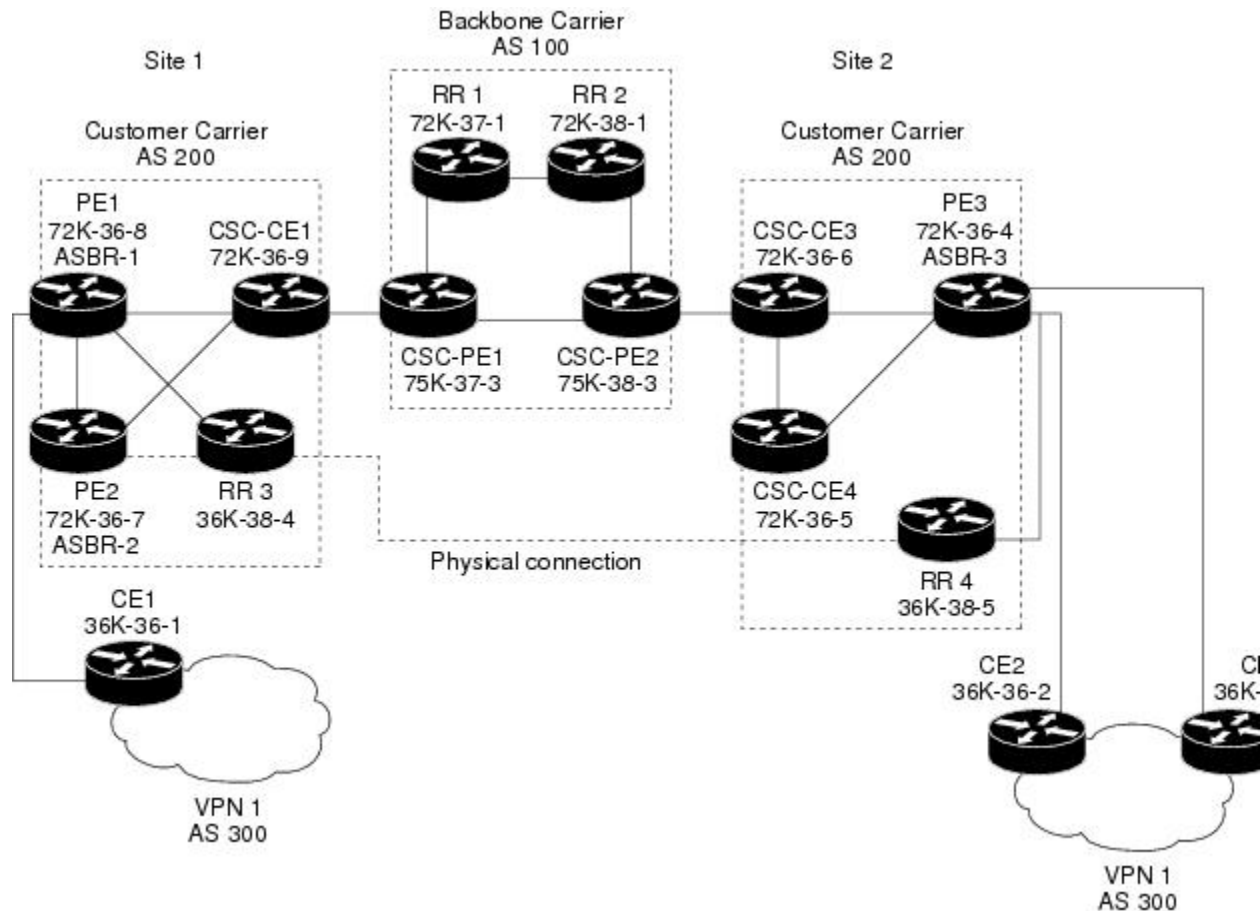 Backbone Carrier
AS 100
Site 1
Site 2
RR 1
72K-37-1
RR 2
72K-38-1
Customer Carrier
AS 200
Customer Carrier
AS 200
PE1
72K-36-8
ASBR-1
CSC-CE1
72K-36-9
CSC-CE3
72K-36-6
PE3
72K-36-4
ASBR-3
CSC-PE1
75K-37-3
CSC-PE2
75K-38-3
PE2
72K-36-7
ASBR-2
RR 3
36K-38-4
CSC-CE4
72K-36-5
Physical connection
RR 4
36K-38-5
CE1
36K-36-1
CE2
36K-36-2
VPN 1
AS 300
VPN 1
AS 300